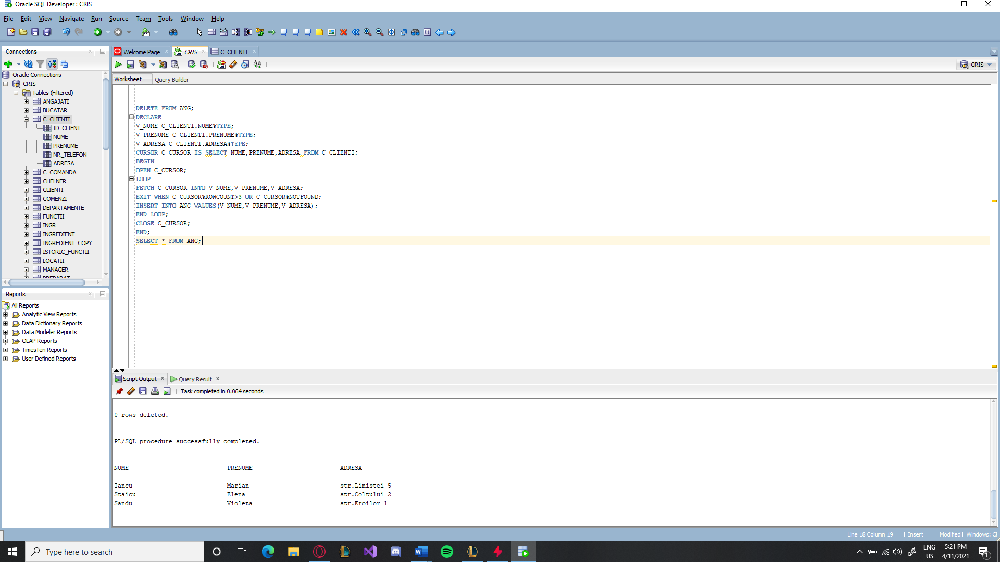 Oracle SQL Developer : CRIS
File Edit View Navigate Run Source Team Tools Window Help
Connections
Welcome Page
CRIS
C_CLIENTI
CRIS
Worksheet
Query Builder
Oracle Connections
CRIS
Tables (Filtered)
ANGAJATI
BUCATAR
C_CLIENTI
ID_CLIENT
NUME
PRENUME
NR_TELEFON
ADRESA
C_COMANDA
CHELNER
CLIENTI
COMENZI
DEPARTAMENTE
FUNCTII
INGR
INGREDIENT
INGREDIENT_COPY
ISTORIC_FUNCTII
LOCATII
MANAGER
PREPARAT
DELETE FROM ANG;
DECLARE
V_NUME C_CLIENTI.NUME%TYPE;
V_PRENUME C_CLIENTI.PRENUME%TYPE;
V_ADRESA C_CLIENTI.ADRESA%TYPE;
CURSOR C_CURSOR IS SELECT NUME,PRENUME,ADRESA FROM C_CLIENTI;
BEGIN
OPEN C_CURSOR;
LOOP
FETCH C_CURSOR INTO V_NUME,V_PRENUME,V_ADRESA;
EXIT WHEN C_CURSOR%ROWCOUNT>3 OR C_CURSOR%NOTFOUND;
INSERT INTO ANG VALUES(V_NUME,V_PRENUME,V_ADRESA);
END LOOP;
CLOSE C_CURSOR;
END;
SELECT * FROM ANG;
Reports
All Reports
Analytic View Reports
Data Dictionary Reports
Data Modeler Reports
OLAP Reports
TimesTen Reports
User Defined Reports
Script Output
Query Result
Task completed in 0.064 seconds
0 rows deleted.
PL/SQL procedure successfully completed.
NUME PRENUME ADRESA
------------------------------ ------------------------------ ------------------------------------------------------------
Iancu Marian str.Linistei 5
Staicu Elena str.Coltului 2
Sandu Violeta str.Eroilor 1
Line 18 Column 19 | Insert | Modified | Windows: CF
Type here to search
ENG
US
5:21 PM
4/11/2021
1